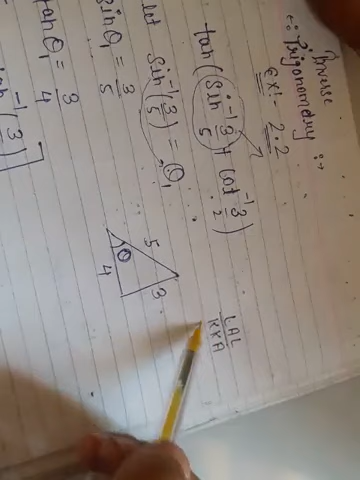 Inverse
Trigonometry :→
Ex:- 2.2
tan(Sin⁻¹ 3/5 + Cot⁻¹ 3/2)
let Sin⁻¹(3/5) = θ₁
Sinθ₁ = 3/5
tanθ₁ = 3/4
5
θ
4
3
LAL
KKA